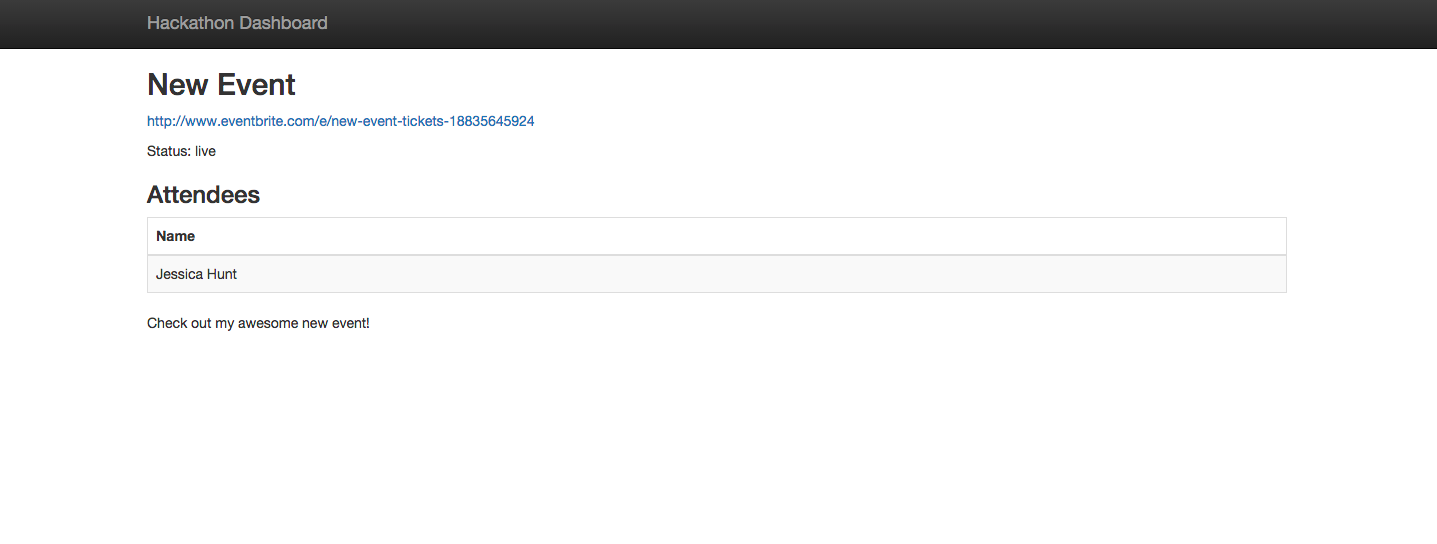 Hackathon Dashboard
New Event
http://www.eventbrite.com/e/new-event-tickets-18835645924
Status: live
Attendees
Name
Jessica Hunt
Check out my awesome new event!